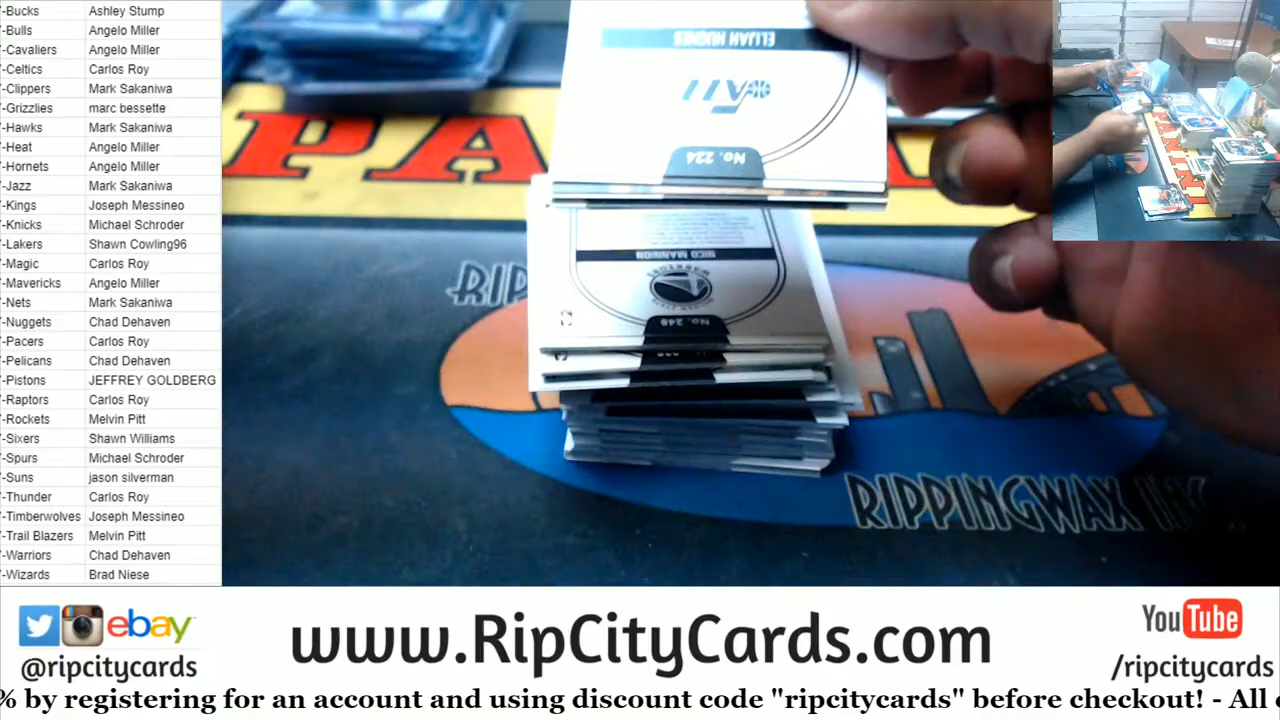 -Bucks Ashley Stump
-Bulls Angelo Miller
-Cavaliers Angelo Miller
-Celtics Carlos Roy
-Clippers Mark Sakaniwa
-Grizzlies marc bessette
-Hawks Mark Sakaniwa
-Heat Angelo Miller
-Hornets Angelo Miller
-Jazz Mark Sakaniwa
-Kings Joseph Messineo
-Knicks Michael Schroder
-Lakers Shawn Cowling96
-Magic Carlos Roy
-Mavericks Angelo Miller
-Nets Mark Sakaniwa
-Nuggets Chad Dehaven
-Pacers Carlos Roy
-Pelicans Chad Dehaven
-Pistons JEFFREY GOLDBERG
-Raptors Carlos Roy
-Rockets Melvin Pitt
-Sixers Shawn Williams
-Spurs Michael Schroder
-Suns jason silverman
-Thunder Carlos Roy
-Timberwolves Joseph Messineo
-Trail Blazers Melvin Pitt
-Warriors Chad Dehaven
-Wizards Brad Niese
ELIJAH HUGHES
No. 224
NICO MANNION
No. 249
PANINI
RIPPINGWAX
ebay
@ripcitycards
www.RipCityCards.com
YouTube
/ripcitycards
% by registering for an account and using discount code "ripcitycards" before checkout! - All